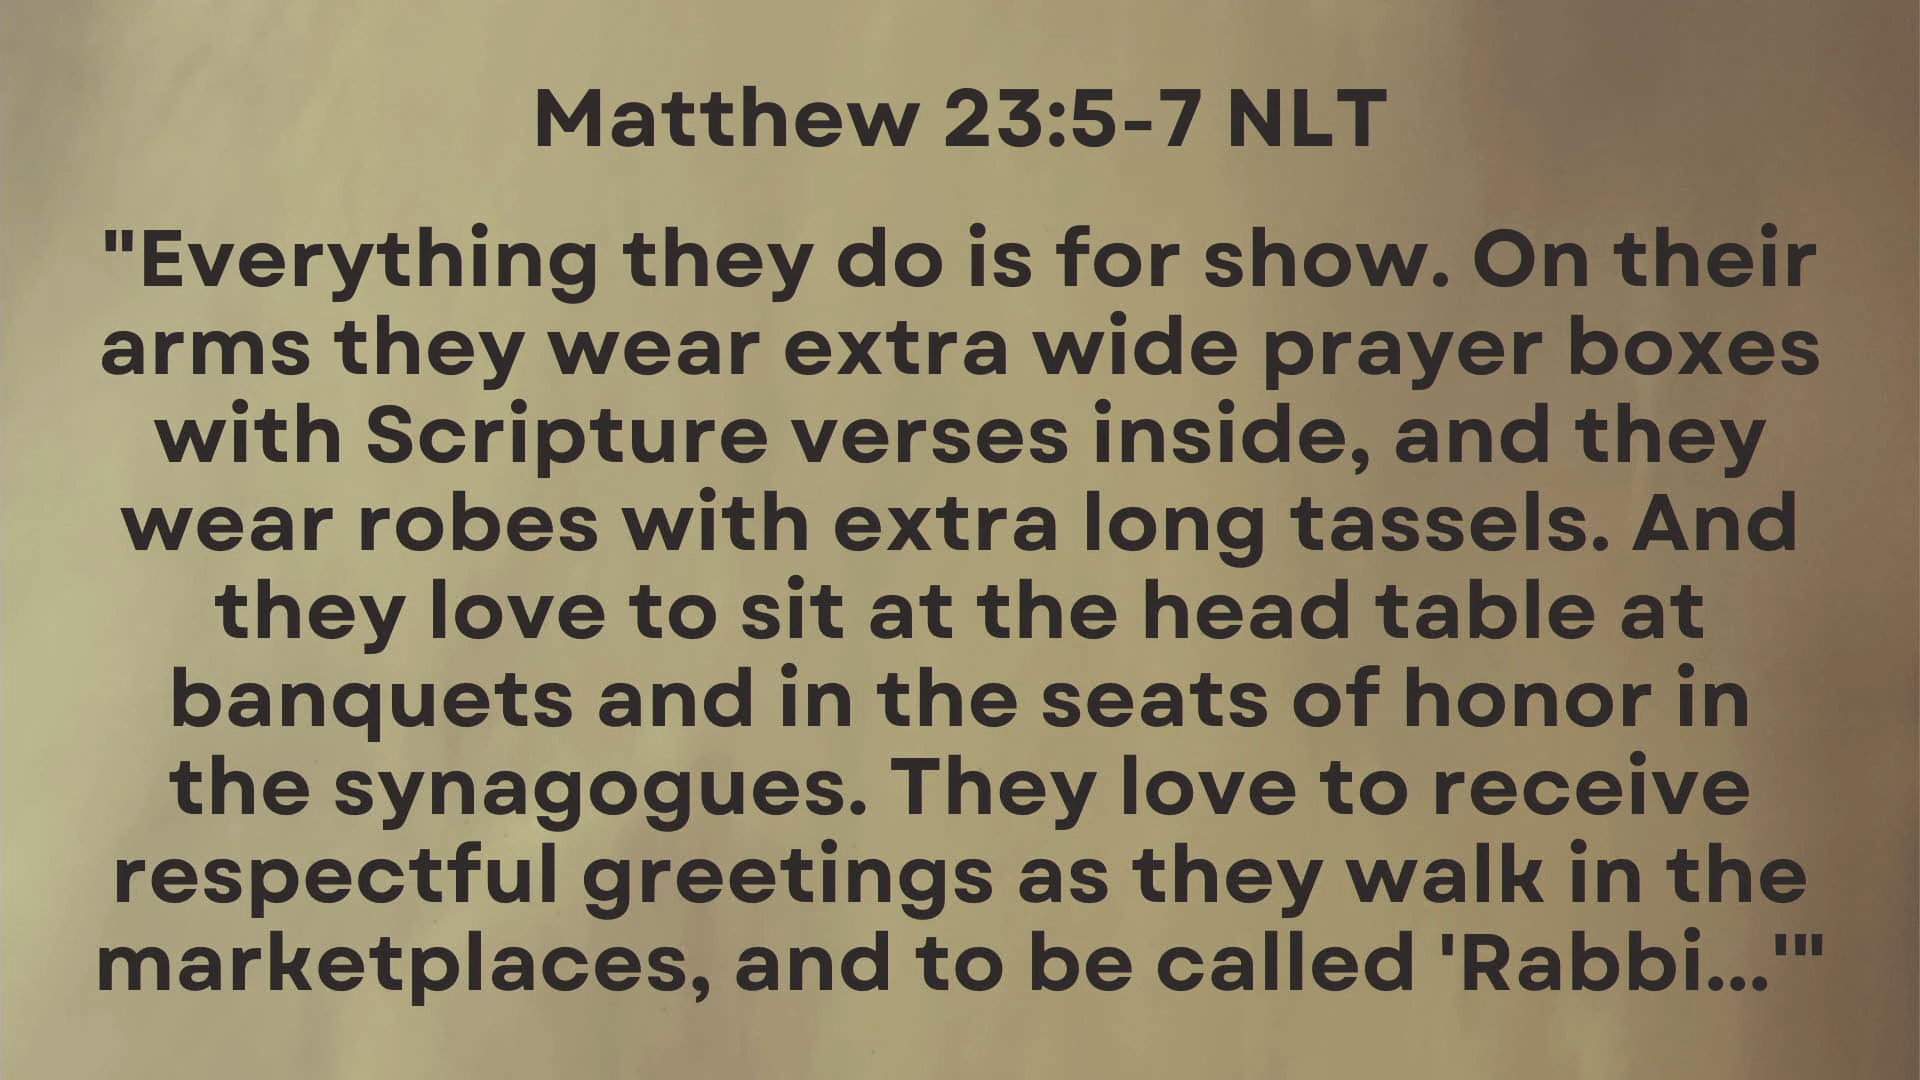 Matthew 23:5-7 NLT
"Everything they do is for show. On their
arms they wear extra wide prayer boxes
with Scripture verses inside, and they
wear robes with extra long tassels. And
they love to sit at the head table at
banquets and in the seats of honor in
the synagogues. They love to receive
respectful greetings as they walk in the
marketplaces, and to be called 'Rabbi...'"